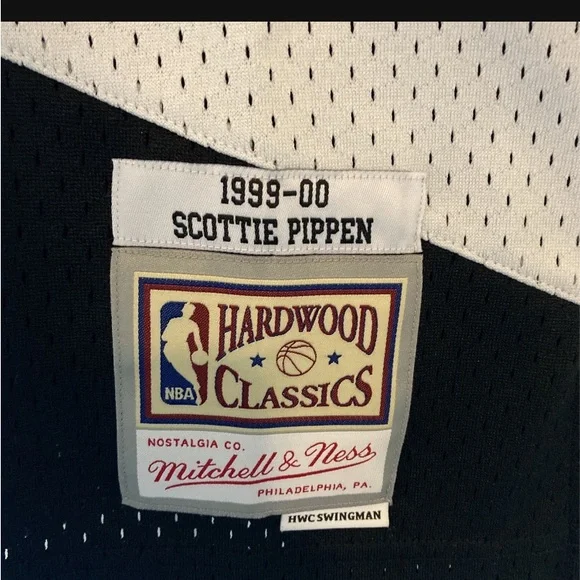 1999-00
SCOTTIE PIPPEN
HARDWOOD
NBA
CLASSICS
NOSTALGIA CO.
Mitchell & Ness
PHILADELPHIA, PA.
HWC SWINGMAN